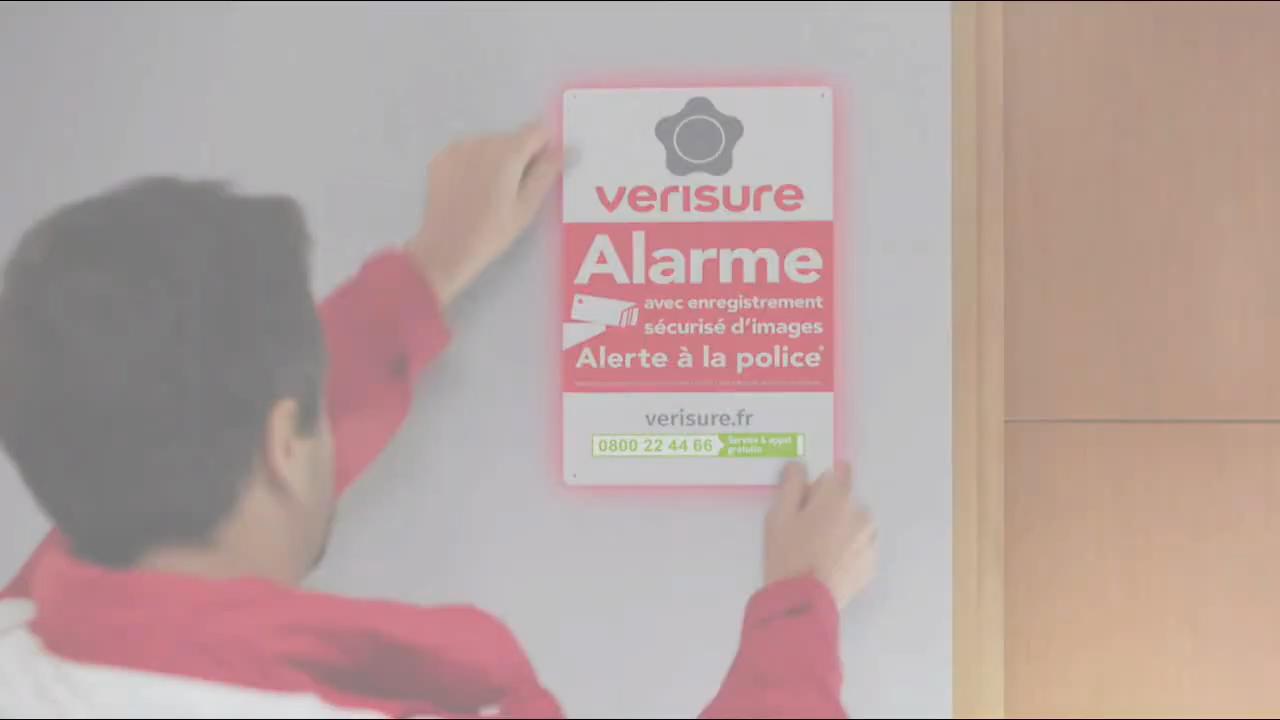 verisure
Alarme
avec enregistrement
sécurisé d'images
Alerte à la police*
verisure.fr
0800 22 44 66 Service & appel
gratuits